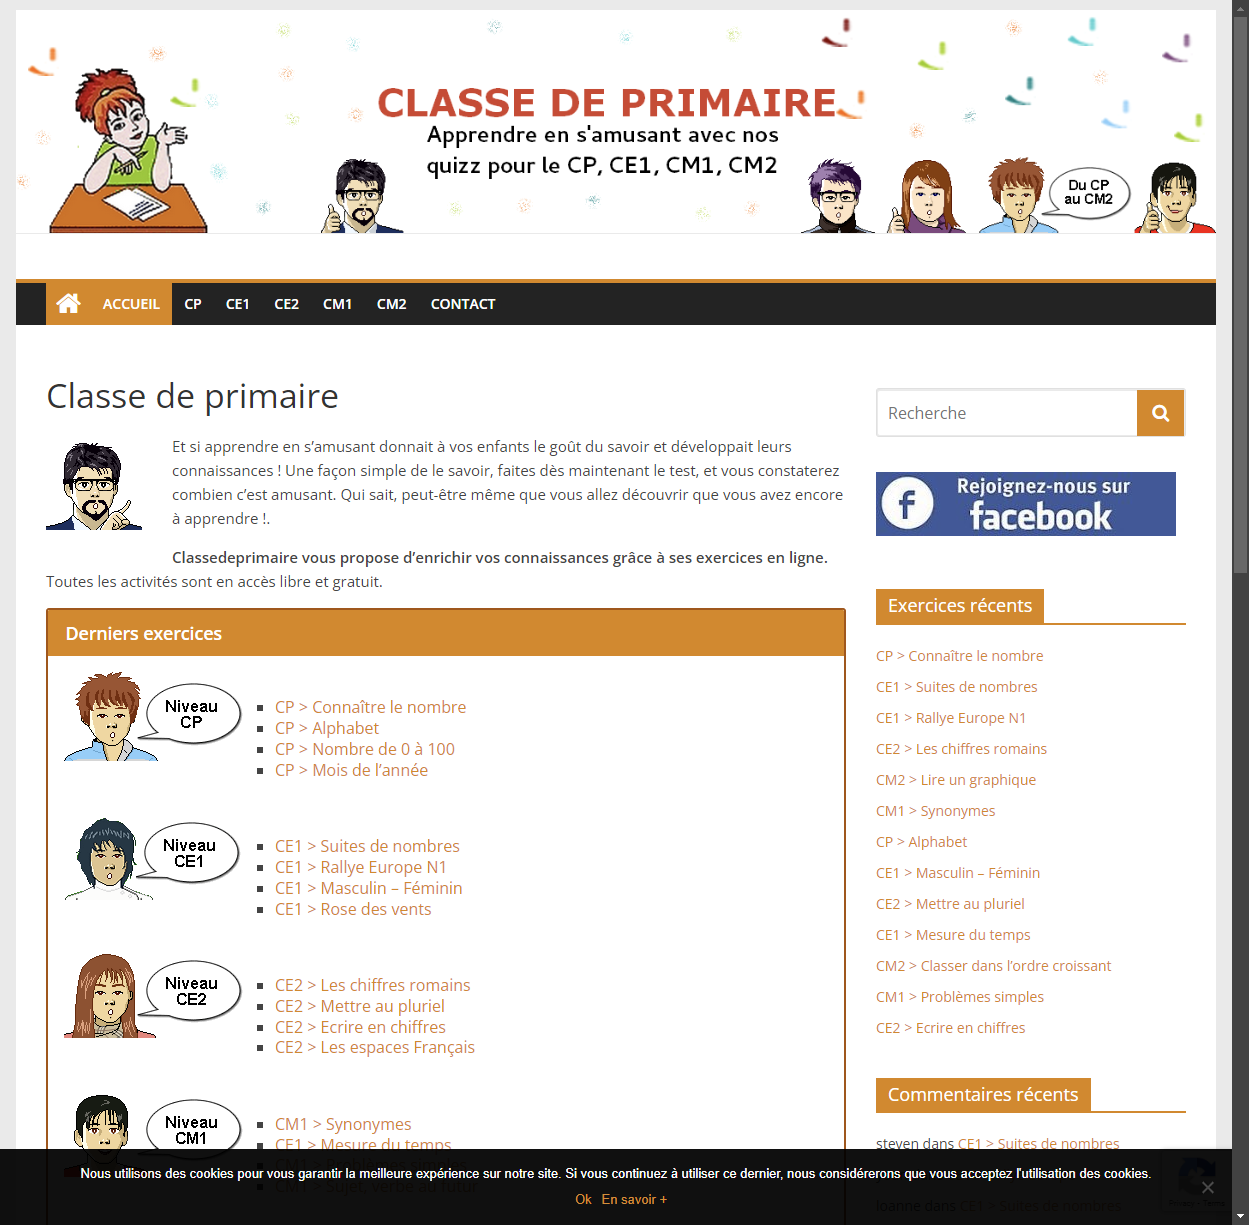 CLASSE DE PRIMAIRE
Apprendre en s'amusant avec nos
quizz pour le CP, CE1, CM1, CM2
Du CP
au CM2
ACCUEIL CP CE1 CE2 CM1 CM2 CONTACT
Classe de primaire
Et si apprendre en s’amusant donnait à vos enfants le goût du savoir et développait leurs
connaissances ! Une façon simple de le savoir, faites dès maintenant le test, et vous constaterez
combien c’est amusant. Qui sait, peut-être même que vous allez découvrir que vous avez encore
à apprendre !.
Classedeprimaire vous propose d’enrichir vos connaissances grâce à ses exercices en ligne.
Toutes les activités sont en accès libre et gratuit.
Derniers exercices
Niveau
CP
CP > Connaître le nombre
CP > Alphabet
CP > Nombre de 0 à 100
CP > Mois de l’année
Niveau
CE1
CE1 > Suites de nombres
CE1 > Rallye Europe N1
CE1 > Masculin – Féminin
CE1 > Rose des vents
Niveau
CE2
CE2 > Les chiffres romains
CE2 > Mettre au pluriel
CE2 > Ecrire en chiffres
CE2 > Les espaces Français
Niveau
CM1
CM1 > Synonymes
CE1 > Mesure du temps
Recherche
Rejoignez-nous sur
facebook
Exercices récents
CP > Connaître le nombre
CE1 > Suites de nombres
CE1 > Rallye Europe N1
CE2 > Les chiffres romains
CM2 > Lire un graphique
CM1 > Synonymes
CP > Alphabet
CE1 > Masculin – Féminin
CE2 > Mettre au pluriel
CE1 > Mesure du temps
CM2 > Classer dans l’ordre croissant
CM1 > Problèmes simples
CE2 > Ecrire en chiffres
Commentaires récents
steven dans CE1 > Suites de nombres
Ioanne dans CE1 > Suites de nombres
Nous utilisons des cookies pour vous garantir la meilleure expérience sur notre site. Si vous continuez à utiliser ce dernier, nous considérerons que vous acceptez l'utilisation des cookies.
Ok En savoir +